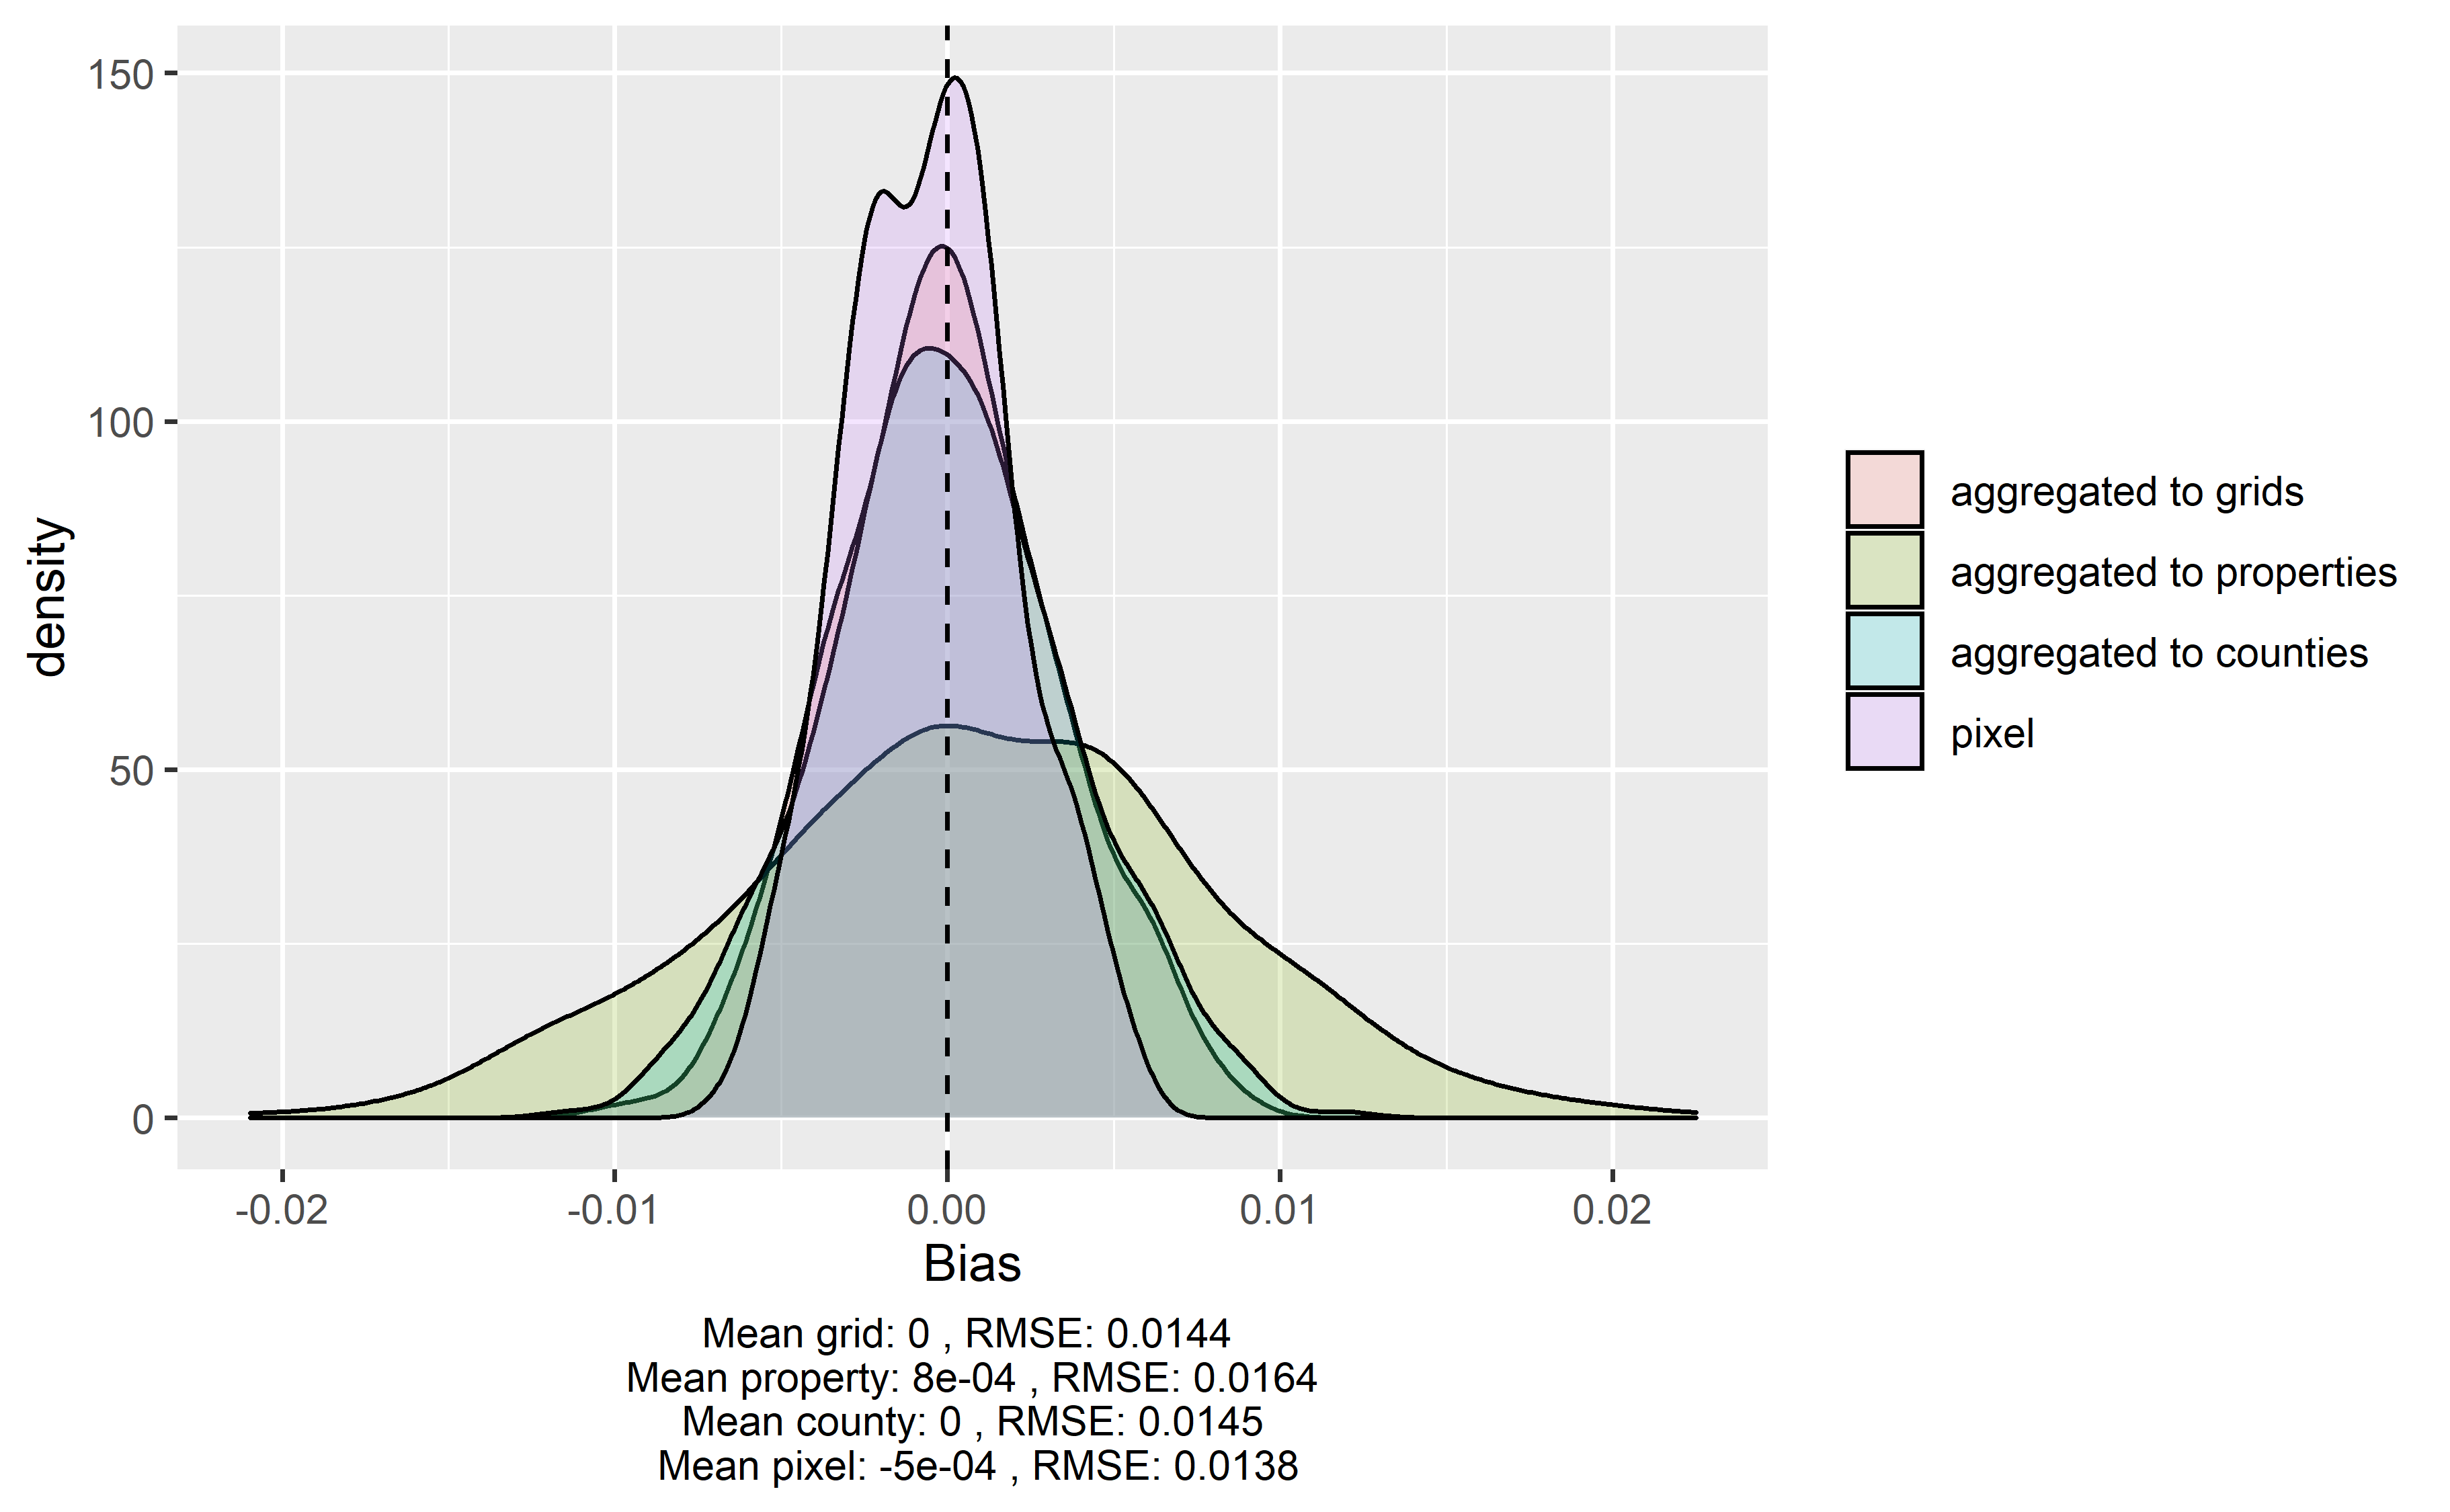 150
100
50
0
density
-0.02
-0.01
0.00
0.01
0.02
Bias
aggregated to grids
aggregated to properties
aggregated to counties
pixel
Mean grid: 0 , RMSE: 0.0144
Mean property: 8e-04 , RMSE: 0.0164
Mean county: 0 , RMSE: 0.0145
Mean pixel: -5e-04 , RMSE: 0.0138